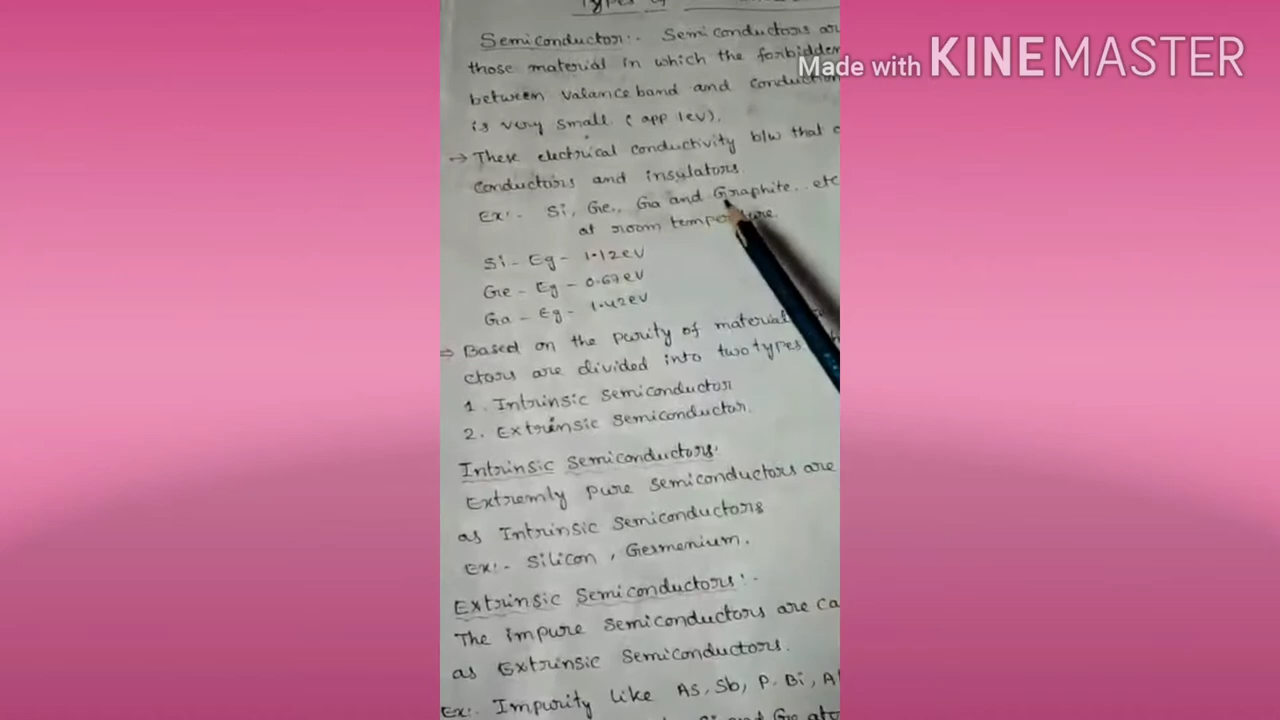 Types of
Semiconductor:- Semiconductors ar
those material in which the forbidden
between valance band and conduction
is very small (app 1ev).
→ These electrical conductivity b/w that c
conductors and insulators
Ex:- Si, Ge, Ga and Graphite.. etc
at room temperature.
Si - Eg - 1.12eV
Ge - Eg - 0.67eV
Ga - Eg - 1.42eV
⇒ Based on the purity of material
ctors are divided into two types
1. Intrinsic semiconductor
2. Extrinsic semiconductor.
Intrinsic semiconductors.
Extremly pure semiconductors are
as Intrinsic semiconductors
Ex:- Silicon, Germenium.
Extrinsic Semiconductors:-
The impure semiconductors are ca
as Extrinsic semiconductors.
Ex:- Impurity like As, Sb, P. Bi, A
Made with KINEMASTER